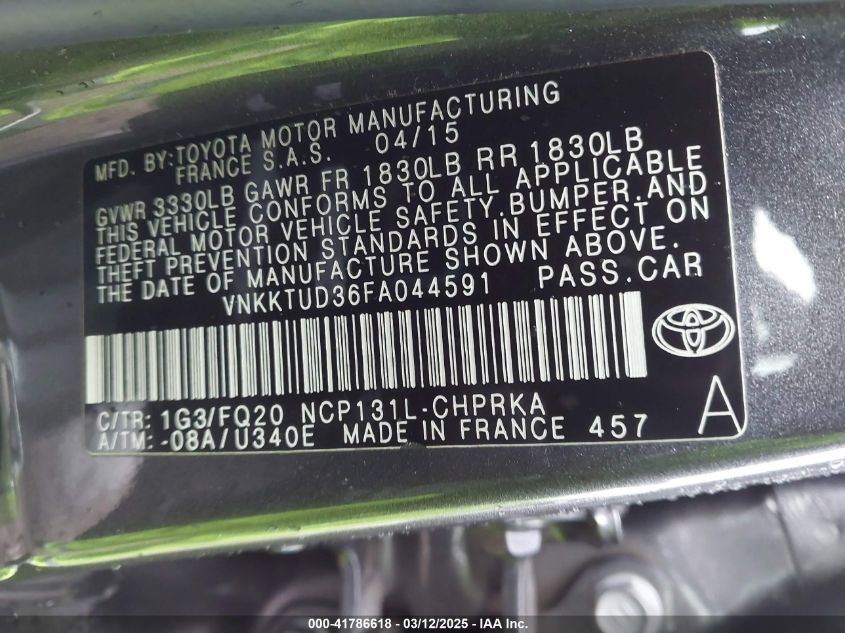 MFD. BY:TOYOTA MOTOR MANUFACTURING
FRANCE S.A.S. 04/15
GVWR 3330LB GAWR FR 1830LB RR 1830LB
THIS VEHICLE CONFORMS TO ALL APPLICABLE
FEDERAL MOTOR VEHICLE SAFETY,BUMPER,AND
THEFT PREVENTION STANDARDS IN EFFECT ON
THE DATE OF MANUFACTURE SHOWN ABOVE.
VNKKTUD36FA044591 PASS.CAR
C/TR: 1G3/FQ20 NCP131L-CHPRKA
A/TM: -08A/U340E MADE IN FRANCE 457
A
000-41786618 - 03/12/2025 - IAA Inc.